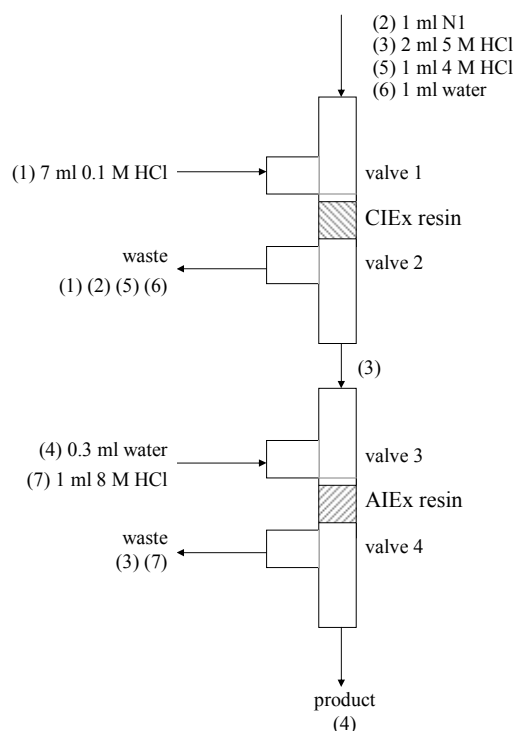 (2) 1 ml N1
(3) 2 ml 5 M HCl
(5) 1 ml 4 M HCl
(6) 1 ml water
(1) 7 ml 0.1 M HCl
valve 1
CIEx resin
waste
(1) (2) (5) (6)
valve 2
(3)
(4) 0.3 ml water
(7) 1 ml 8 M HCl
valve 3
AIEx resin
waste
(3) (7)
valve 4
product
(4)